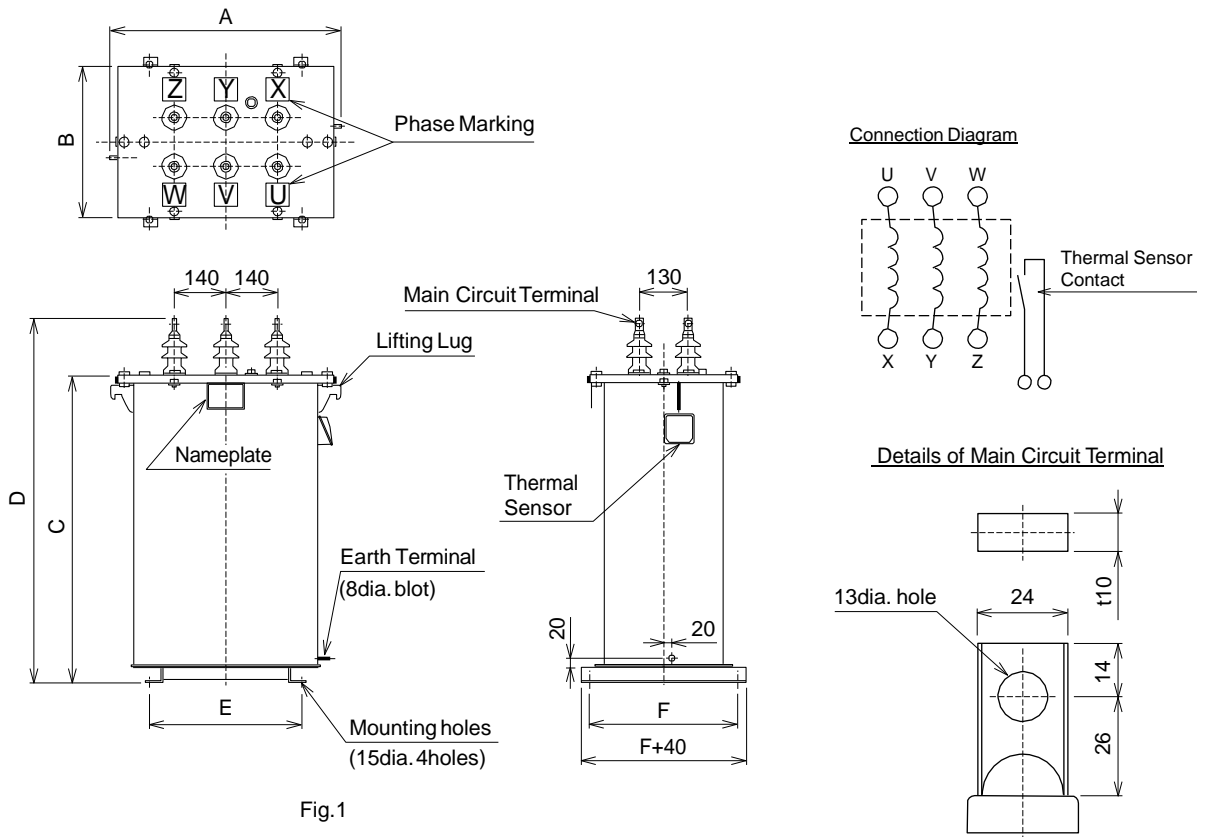 A
B
Z Y X
W V U
Phase Marking
Connection Diagram
U V W
X Y Z
Thermal Sensor
Contact
140 140
130
Main Circuit Terminal
Lifting Lug
Nameplate
D
C
Thermal
Sensor
Earth Terminal
(8dia. blot)
20
20
E
F
F+40
Mounting holes
(15dia. 4holes)
Fig.1
Details of Main Circuit Terminal
t10
13dia. hole
24
14
26